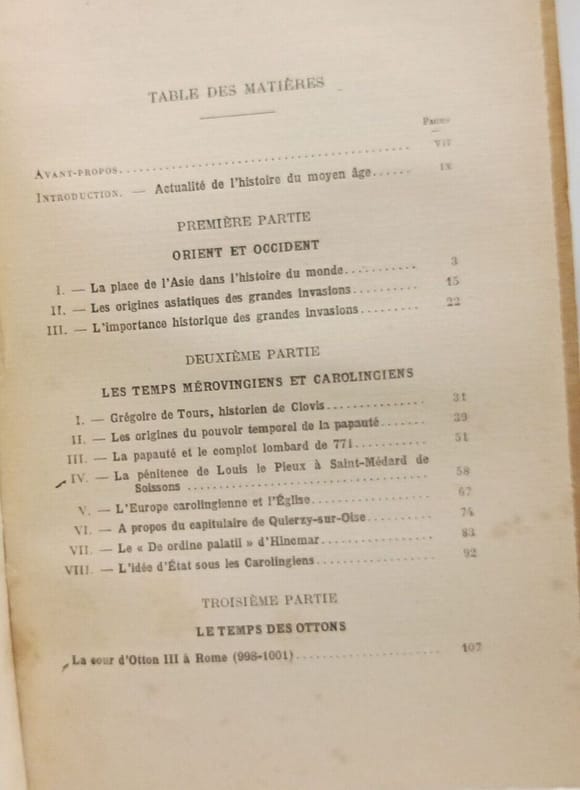 TABLE DES MATIÈRES
Pages
AVANT-PROPOS. VII
INTRODUCTION. — Actualité de l'histoire du moyen âge IX
PREMIÈRE PARTIE
ORIENT ET OCCIDENT
I. — La place de l'Asie dans l'histoire du monde 3
II. — Les origines asiatiques des grandes invasions 15
III. — L'importance historique des grandes invasions 22
DEUXIÈME PARTIE
LES TEMPS MÉROVINGIENS ET CAROLINGIENS
I. — Grégoire de Tours, historien de Clovis 31
II. — Les origines du pouvoir temporel de la papauté 39
III. — La papauté et le complot lombard de 771 51
IV. — La pénitence de Louis le Pieux à Saint-Médard de
Soissons 58
V. — L'Europe carolingienne et l'Église 67
VI. — A propos du capitulaire de Quierzy-sur-Oise 74
VII. — Le « De ordine palatii » d'Hincmar 83
VIII. — L'idée d'État sous les Carolingiens 92
TROISIÈME PARTIE
LE TEMPS DES OTTONS
La cour d'Otton III à Rome (998-1001) 107